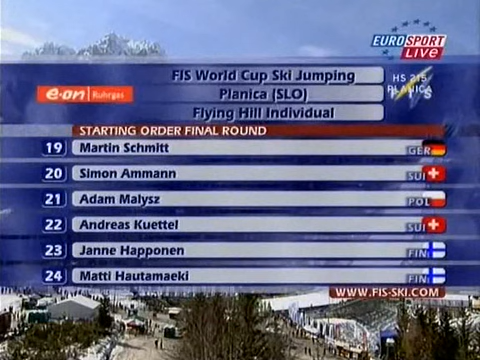 EUROSPORT
LIVE
FIS World Cup Ski Jumping
HS 215
e·on Ruhrgas
Planica (SLO)
PLANICA
Flying Hill Individual
STARTING ORDER FINAL ROUND
19 Martin Schmitt GER
20 Simon Ammann SUI
21 Adam Malysz POL
22 Andreas Kuettel SUI
23 Janne Happonen FIN
24 Matti Hautamaeki FIN
WWW.FIS-SKI.COM